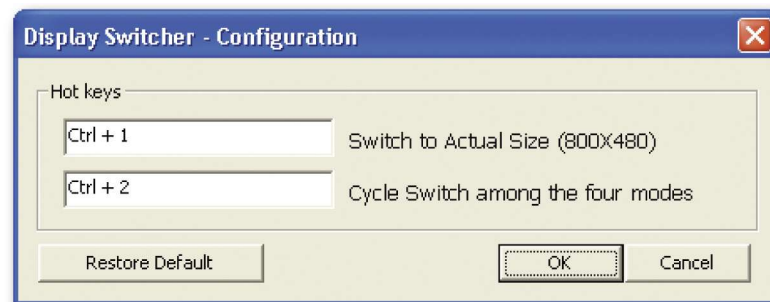 Display Switcher - Configuration
Hot keys
Ctrl + 1
Switch to Actual Size (800X480)
Ctrl + 2
Cycle Switch among the four modes
Restore Default
OK
Cancel